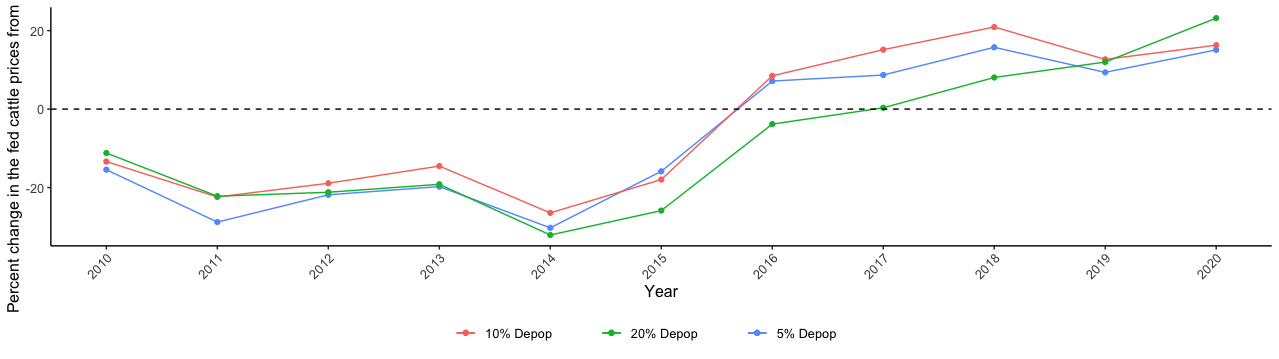 Percent change in the fed cattle prices from
20
0
-20
2010 2011 2012 2013 2014 2015 2016 2017 2018 2019 2020
Year
10% Depop 20% Depop 5% Depop